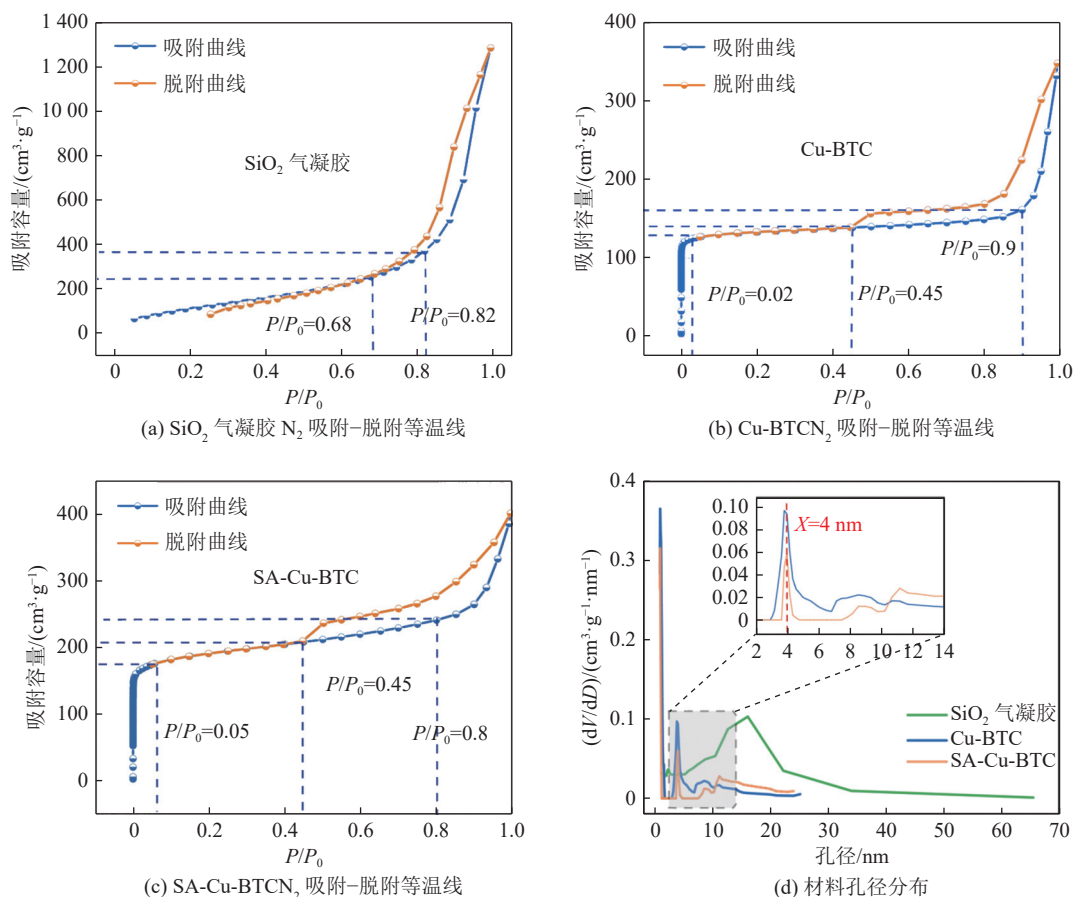 1 400
1 200
1 000
800
600
400
200
0
吸附容量/(cm³·g⁻¹)
吸附曲线
脱附曲线
SiO₂ 气凝胶
P/P₀=0.68
P/P₀=0.82
0 0.2 0.4 0.6 0.8 1.0
P/P₀
(a) SiO₂ 气凝胶 N₂ 吸附−脱附等温线
400
300
200
100
0
吸附容量/(cm³·g⁻¹)
吸附曲线
脱附曲线
Cu-BTC
P/P₀=0.9
P/P₀=0.02
P/P₀=0.45
0 0.2 0.4 0.6 0.8 1.0
P/P₀
(b) Cu-BTCN₂ 吸附−脱附等温线
400
300
200
100
0
吸附容量/(cm³·g⁻¹)
吸附曲线
脱附曲线
SA-Cu-BTC
P/P₀=0.45
P/P₀=0.05
P/P₀=0.8
0 0.2 0.4 0.6 0.8 1.0
P/P₀
(c) SA-Cu-BTCN₂ 吸附−脱附等温线
0.4
0.3
0.2
0.1
0
(dV/dD)/(cm³·g⁻¹·nm⁻¹)
0.10
0.08
0.06
0.04
0.02
0
X=4 nm
2 4 6 8 10 12 14
SiO₂ 气凝胶
Cu-BTC
SA-Cu-BTC
0 10 20 30 40 50 60 70
孔径/nm
(d) 材料孔径分布